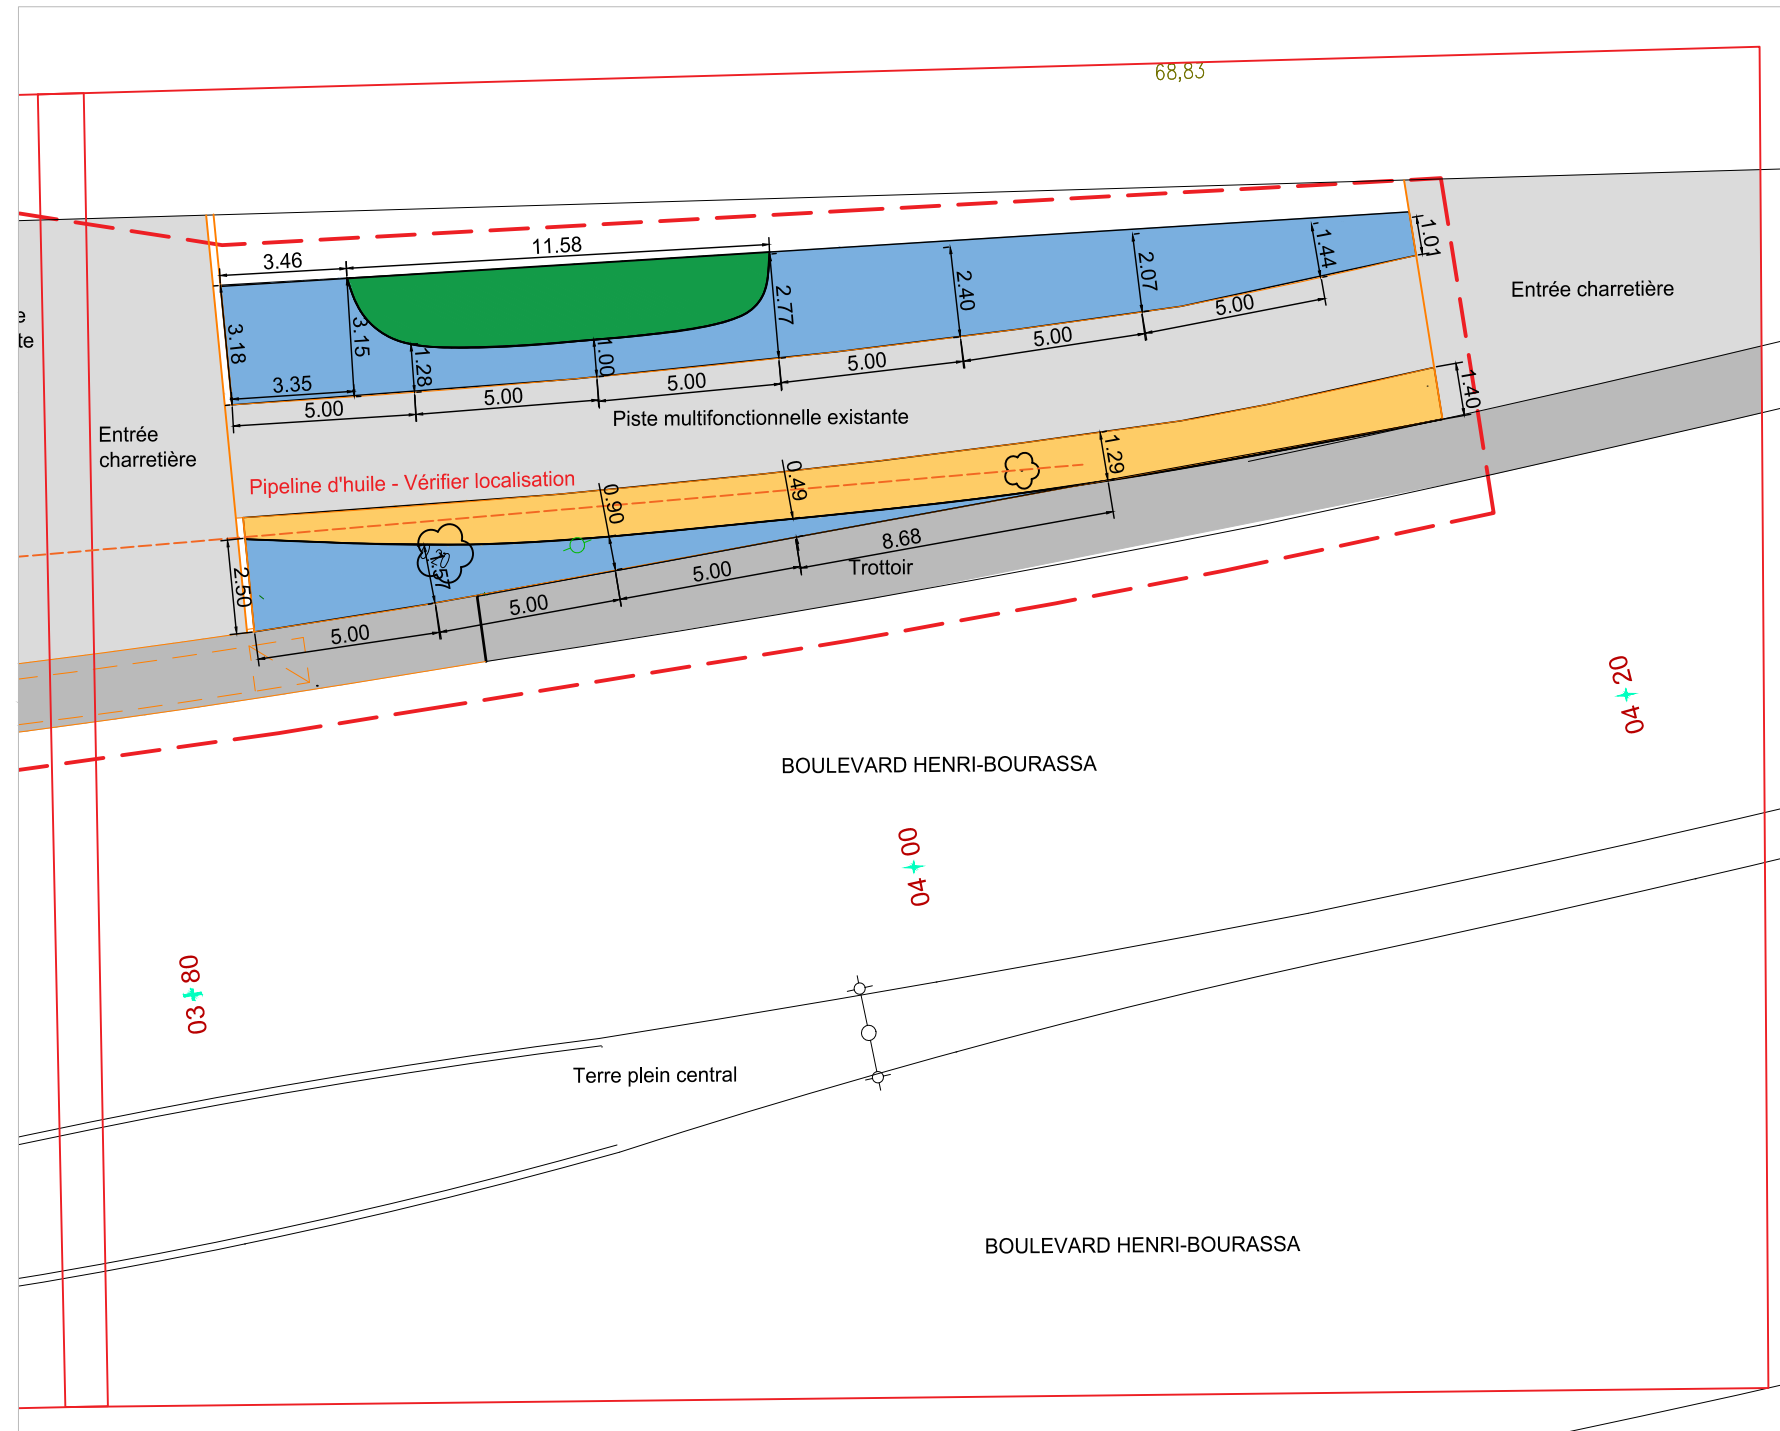 68,83
11.58
3.46
1.01
1.44
2.07
2.40
2.77
3.15
3.18
1.28
1.00
Entrée charretière
e
te
3.35
5.00
5.00
5.00
5.00
5.00
5.00
1.40
Piste multifonctionnelle existante
Entrée
charretière
Pipeline d'huile - Vérifier localisation
0.49
1.29
0.90
8.68
Trottoir
1.57
2.50
5.00
5.00
5.00
04+20
BOULEVARD HENRI-BOURASSA
04+00
03+80
Terre plein central
BOULEVARD HENRI-BOURASSA